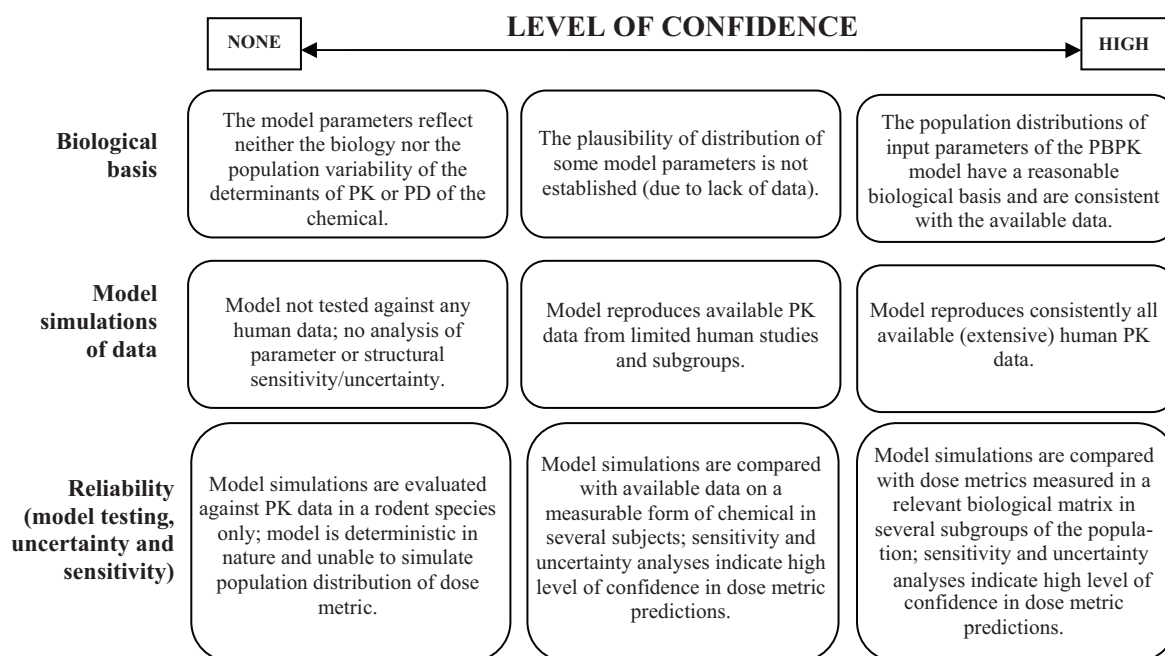 LEVEL OF CONFIDENCE
NONE
HIGH
Biological
basis
The model parameters reflect
neither the biology nor the
population variability of the
determinants of PK or PD of the
chemical.
The plausibility of distribution of
some model parameters is not
established (due to lack of data).
The population distributions of
input parameters of the PBPK
model have a reasonable
biological basis and are consistent
with the available data.
Model
simulations
of data
Model not tested against any
human data; no analysis of
parameter or structural
sensitivity/uncertainty.
Model reproduces available PK
data from limited human studies
and subgroups.
Model reproduces consistently all
available (extensive) human PK
data.
Reliability
(model testing,
uncertainty and
sensitivity)
Model simulations are evaluated
against PK data in a rodent species
only; model is deterministic in
nature and unable to simulate
population distribution of dose
metric.
Model simulations are compared
with available data on a
measurable form of chemical in
several subjects; sensitivity and
uncertainty analyses indicate high
level of confidence in dose metric
predictions.
Model simulations are compared
with dose metrics measured in a
relevant biological matrix in
several subgroups of the popula-
tion; sensitivity and uncertainty
analyses indicate high level of
confidence in dose metric
predictions.